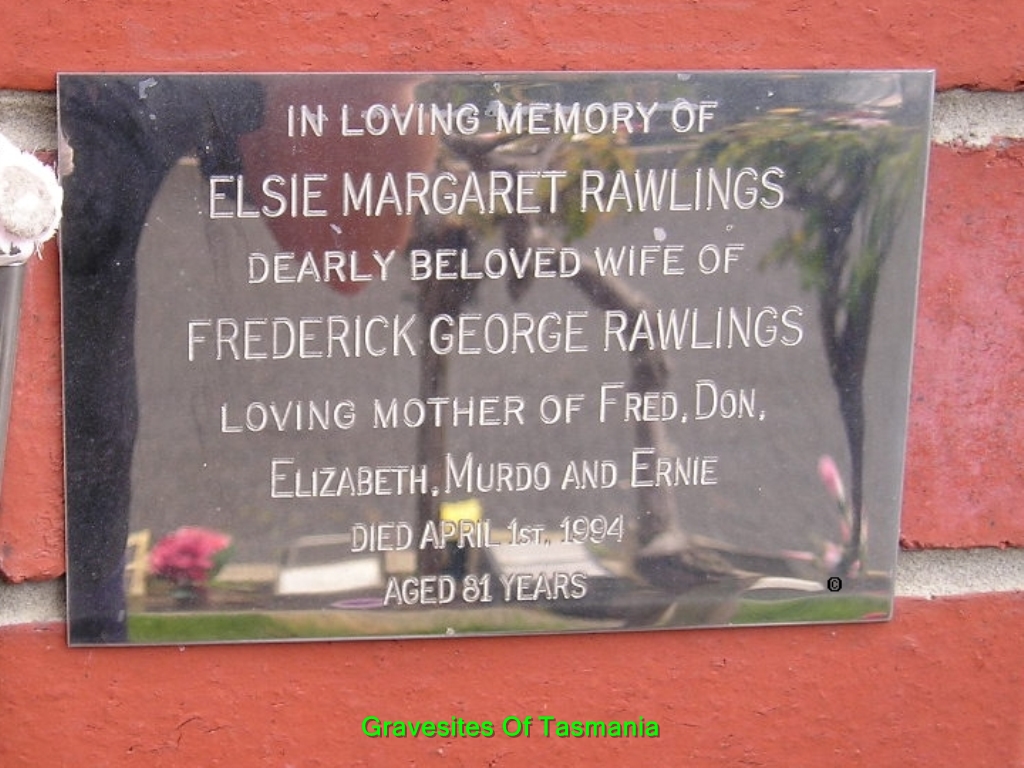 IN LOVING MEMORY OF
ELSIE MARGARET RAWLINGS
DEARLY BELOVED WIFE OF
FREDERICK GEORGE RAWLINGS
LOVING MOTHER OF FRED, DON,
ELIZABETH, MURDO AND ERNIE
DIED APRIL 1ST, 1994
AGED 81 YEARS
©
Gravesites Of Tasmania